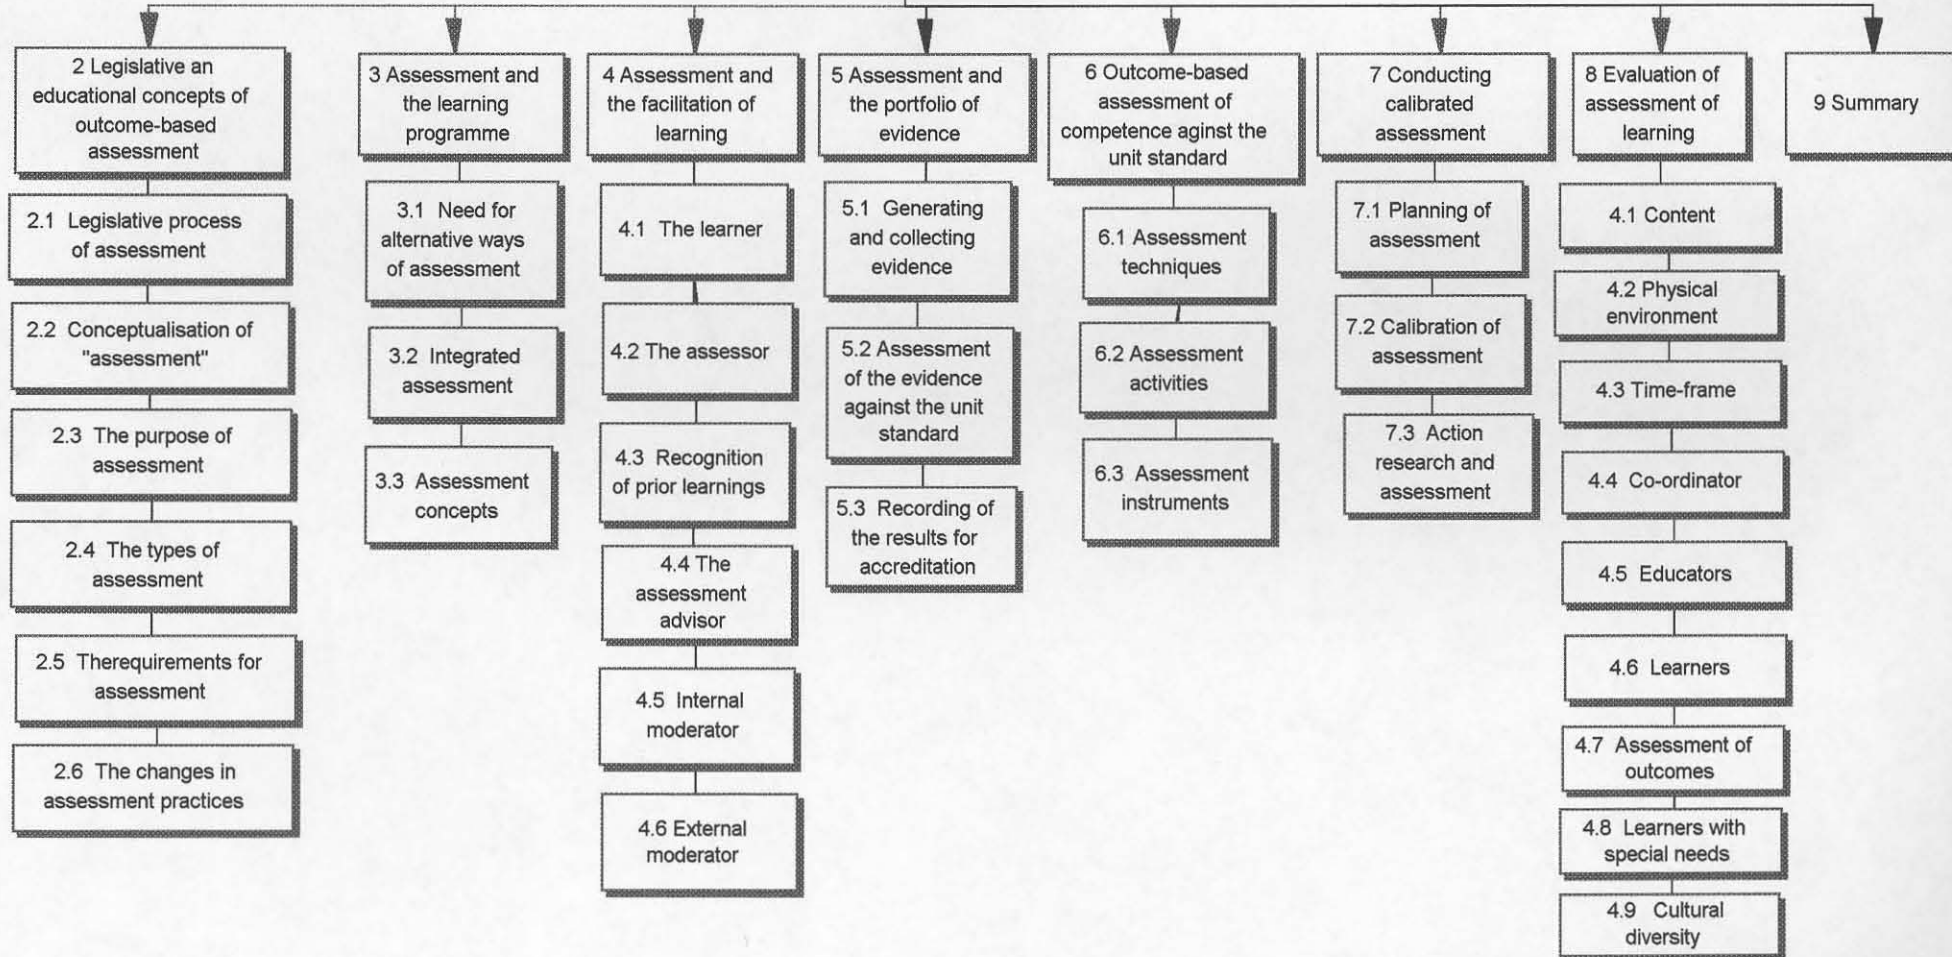 2 Legislative an
educational concepts of
outcome-based
assessment
2.1 Legislative process
of assessment
2.2 Conceptualisation of
"assessment"
2.3 The purpose of
assessment
2.4 The types of
assessment
2.5 Therequirements for
assessment
2.6 The changes in
assessment practices
3 Assessment and
the learning
programme
3.1 Need for
alternative ways
of assessment
3.2 Integrated
assessment
3.3 Assessment
concepts
4 Assessment and
the facilitation of
learning
4.1 The learner
4.2 The assessor
4.3 Recognition
of prior learnings
4.4 The
assessment
advisor
4.5 Internal
moderator
4.6 External
moderator
5 Assessment and
the portfolio of
evidence
5.1 Generating
and collecting
evidence
5.2 Assessment
of the evidence
against the unit
standard
5.3 Recording of
the results for
accreditation
6 Outcome-based
assessment of
competence aginst the
unit standard
6.1 Assessment
techniques
6.2 Assessment
activities
6.3 Assessment
instruments
7 Conducting
calibrated
assessment
7.1 Planning of
assessment
7.2 Calibration of
assessment
7.3 Action
research and
assessment
8 Evaluation of
assessment of
learning
4.1 Content
4.2 Physical
environment
4.3 Time-frame
4.4 Co-ordinator
4.5 Educators
4.6 Learners
4.7 Assessment of
outcomes
4.8 Learners with
special needs
4.9 Cultural
diversity
9 Summary